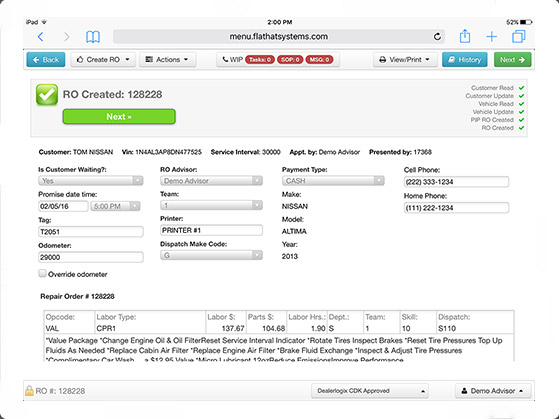 iPad 2:00 PM 52%
menu.flathatsystems.com
Back Create RO Actions WIP Tasks: 0 SOP: 0 MSG: 0 View/Print History Next
RO Created: 128228
Next »
Customer Read
Customer Update
Vehicle Read
Vehicle Update
PIP RO Created
RO Created
Customer: TOM NISSAN Vin: 1N4AL3AP8DN477525 Service Interval: 30000 Appt. by: Demo Advisor Presented by: 17368
Is Customer Waiting?: RO Advisor: Payment Type: Cell Phone:
Yes Demo Advisor CASH (222) 333-1234
Promise date time: Team: Make: Home Phone:
02/05/16 5:00 PM 1 NISSAN (111) 222-1234
Tag: Printer: Model:
T2051 PRINTER #1 ALTIMA
Odometer: Dispatch Make Code: Year:
29000 G 2013
Override odometer
Repair Order # 128228
Opcode: Labor Type: Labor $: Parts $: Labor Hrs.: Dept.: Team: Skill: Dispatch:
VAL CPR1 137.67 104.68 1.90 S 1 10 S110
*Value Package *Change Engine Oil & Oil FilterReset Service Interval Indicator *Rotate Tires Inspect Brakes *Reset Tire Pressures Top Up
Fluids As Needed *Replace Cabin Air Filter *Replace Engine Air Filter *Brake Fluid Exchange *Inspect & Adjust Tire Pressures
*Complimentary Car Wash a $12.95 Value *Micro Lubricant 12ozReduce EmissionsImprove Performance
RO #: 128228 Dealerlogix CDK Approved Demo Advisor